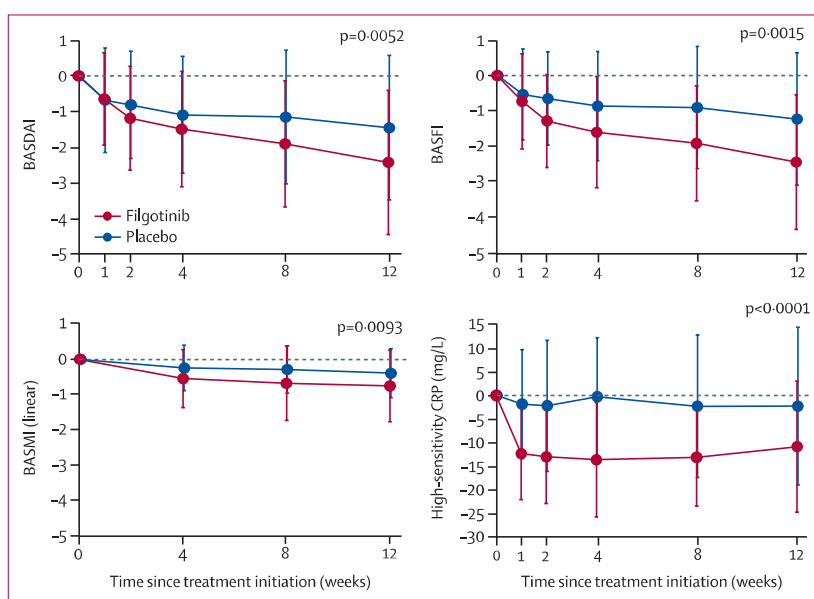 p=0·0052
BASDAI
1
0
−1
−2
−3
−4
−5
Filgotinib
Placebo
0 1 2 4 8 12
p=0·0015
BASFI
1
0
−1
−2
−3
−4
−5
0 1 2 4 8 12
p=0·0093
BASMI (linear)
1
0
−1
−2
−3
−4
−5
0 4 8 12
Time since treatment initiation (weeks)
p<0·0001
High-sensitivity CRP (mg/L)
15
10
5
0
−5
−10
−15
−20
−25
−30
0 1 2 4 8 12
Time since treatment initiation (weeks)